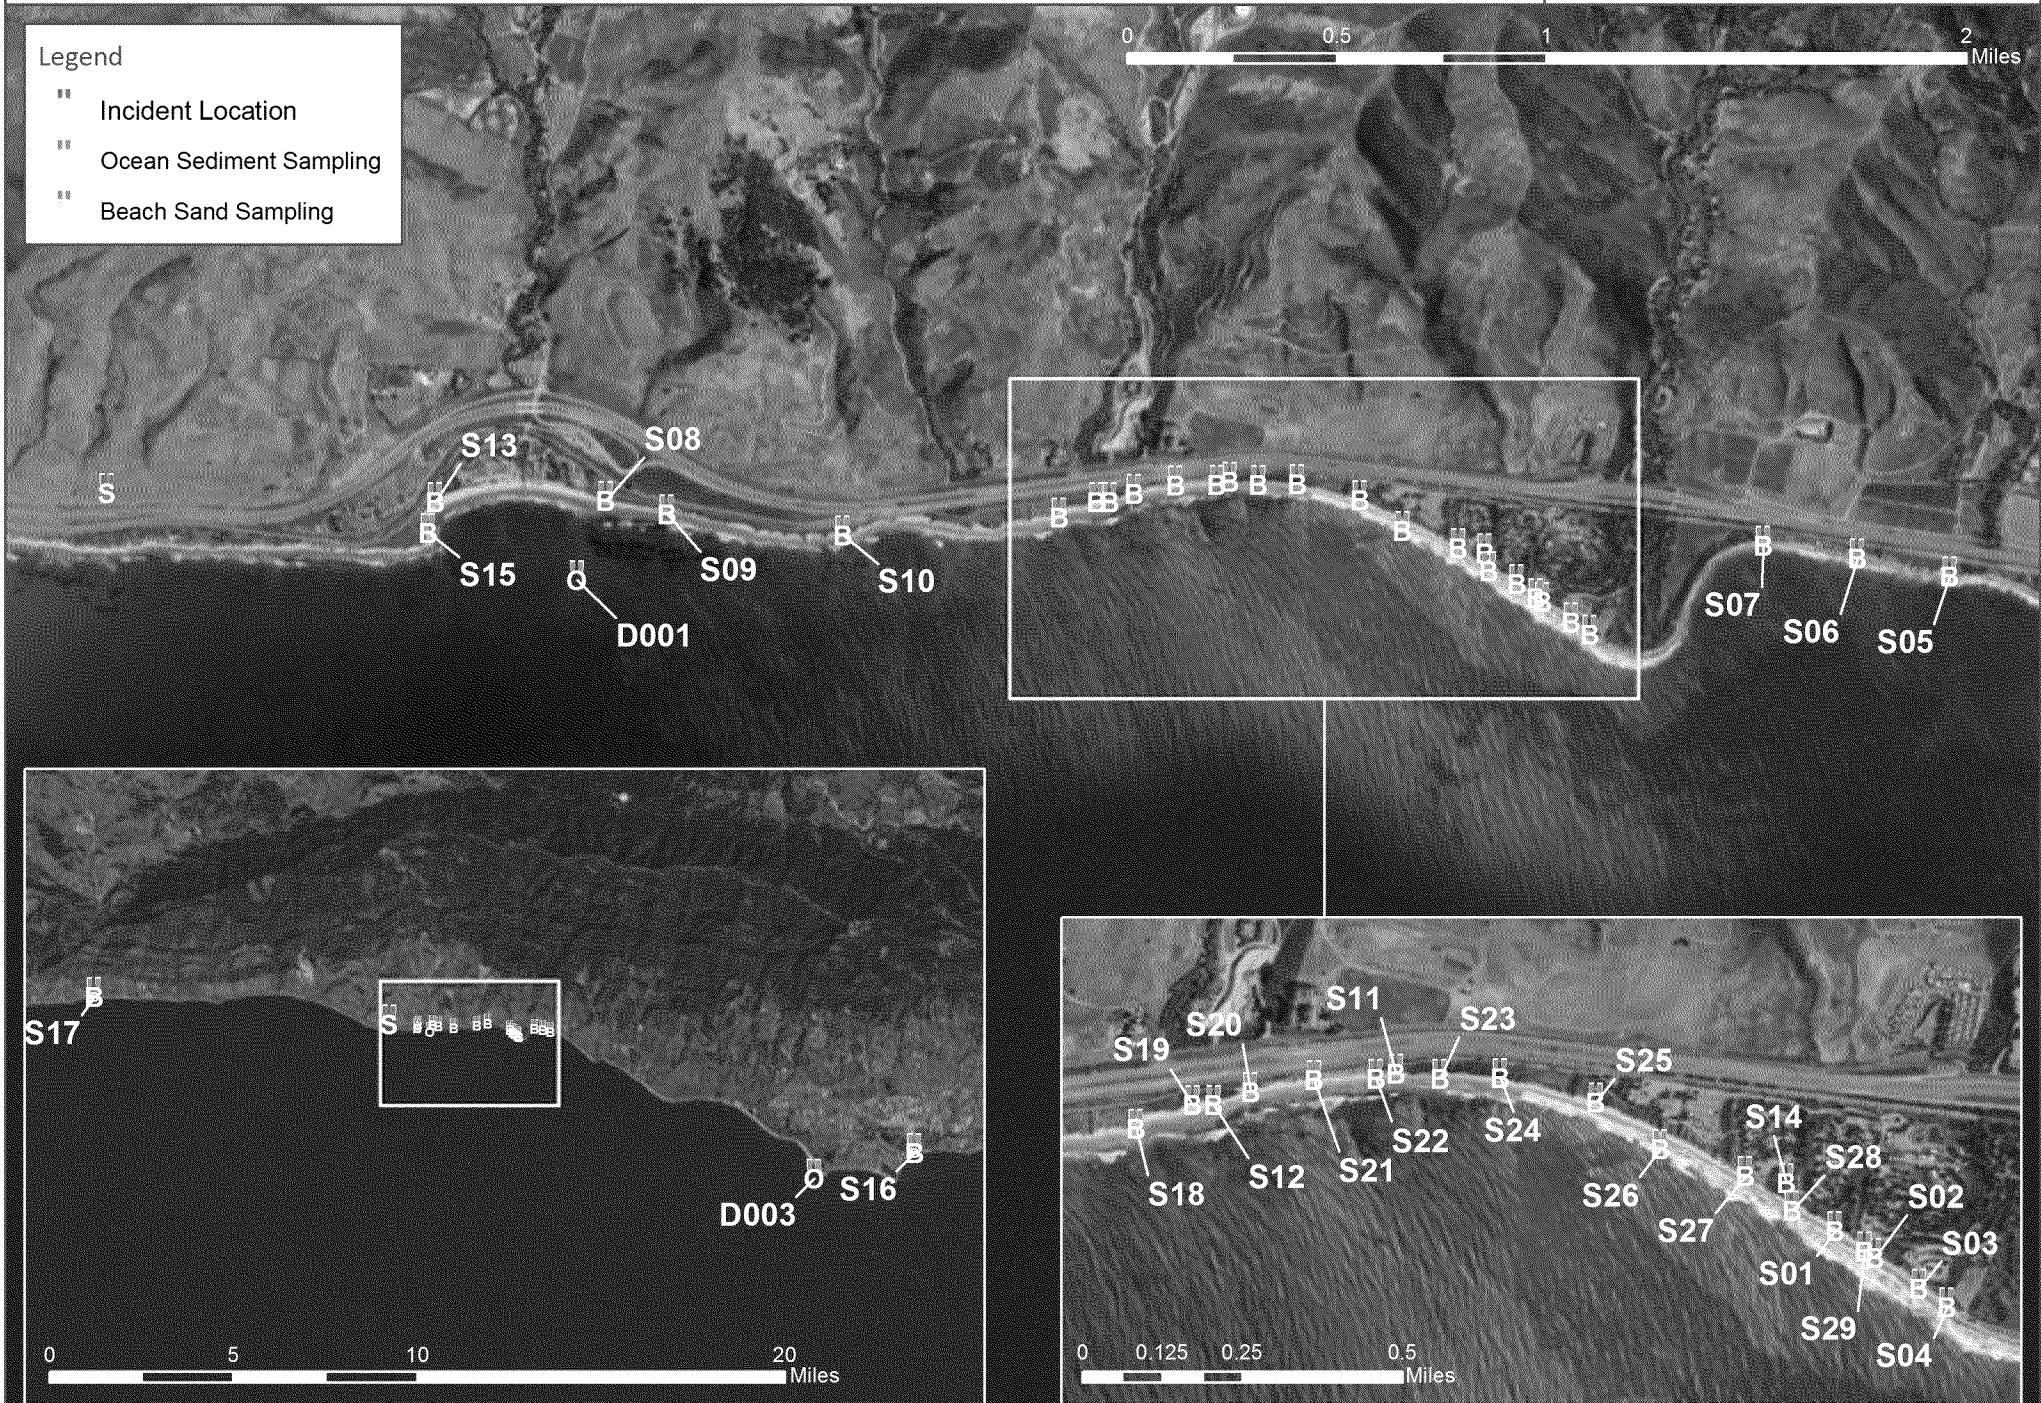 Legend
Incident Location
Ocean Sediment Sampling
Beach Sand Sampling
0 0.5 1 2
Miles
S
S13
B
S15
B
S08
B
S09
B
D001
O
S10
B
B B B B B B B B B B B B B B B B B B B B
S07
B
S06
B
S05
B
S17
B
S
B O B B B B B B B B B
D003
O
S16
B
0 5 10 20
Miles
S19
S20
S11
S23
S25
S14
S28
S02
S03
B B B B B B B B B B B B B B B B B B B B
S18
S12
S21
S22
S24
S26
S27
S01
S29
S04
0 0.125 0.25 0.5
Miles